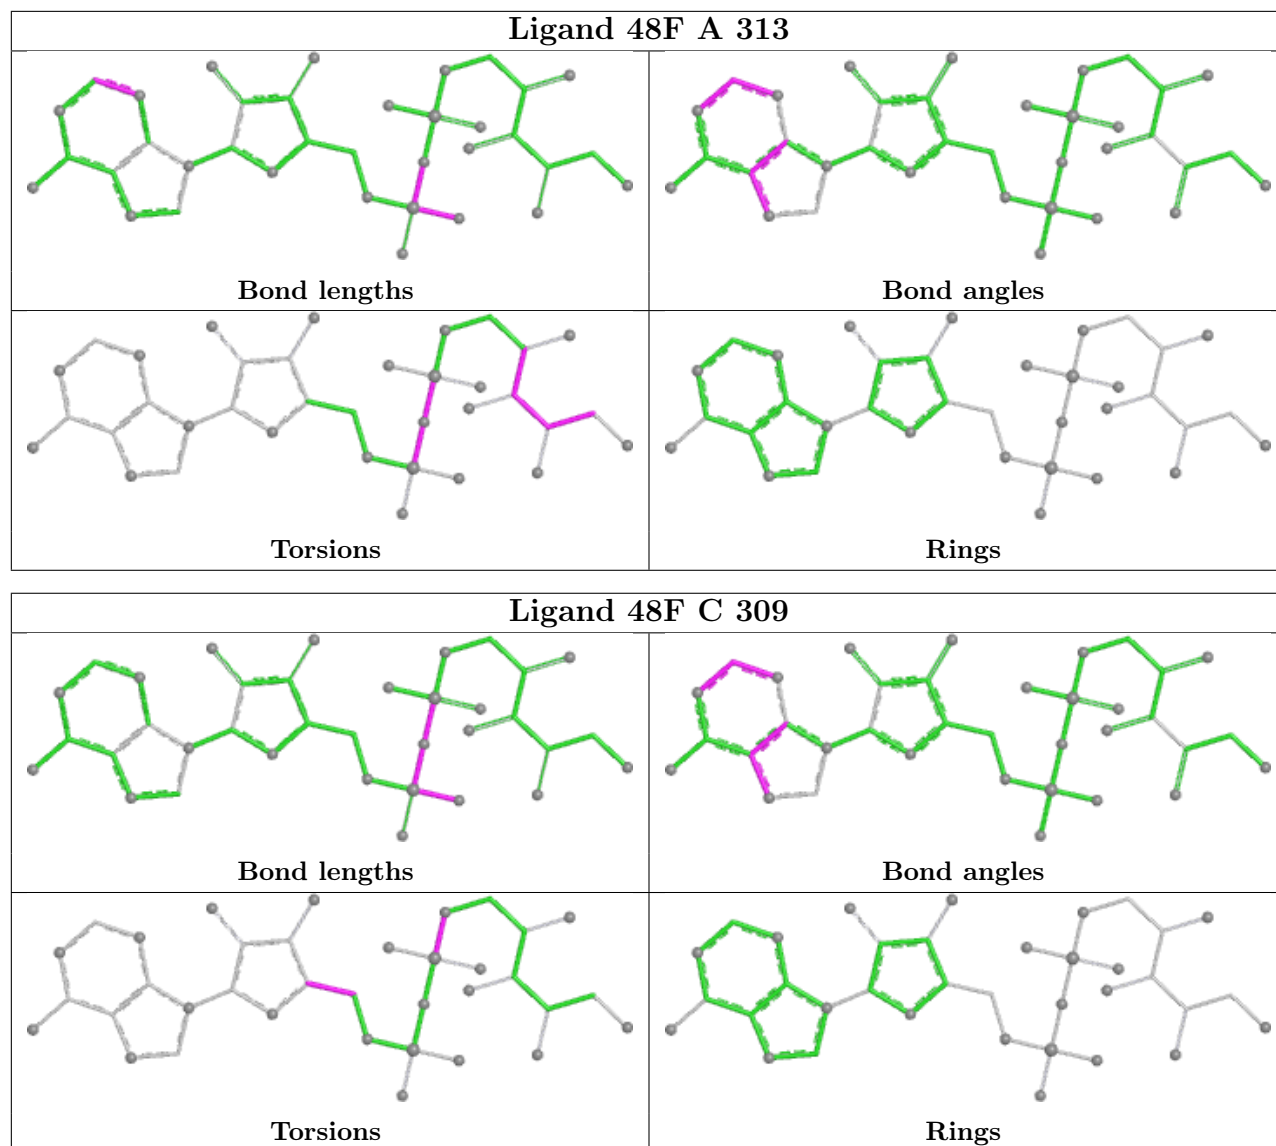 Ligand 48F A 313
Bond lengths
Bond angles
Torsions
Rings
Ligand 48F C 309
Bond lengths
Bond angles
Torsions
Rings